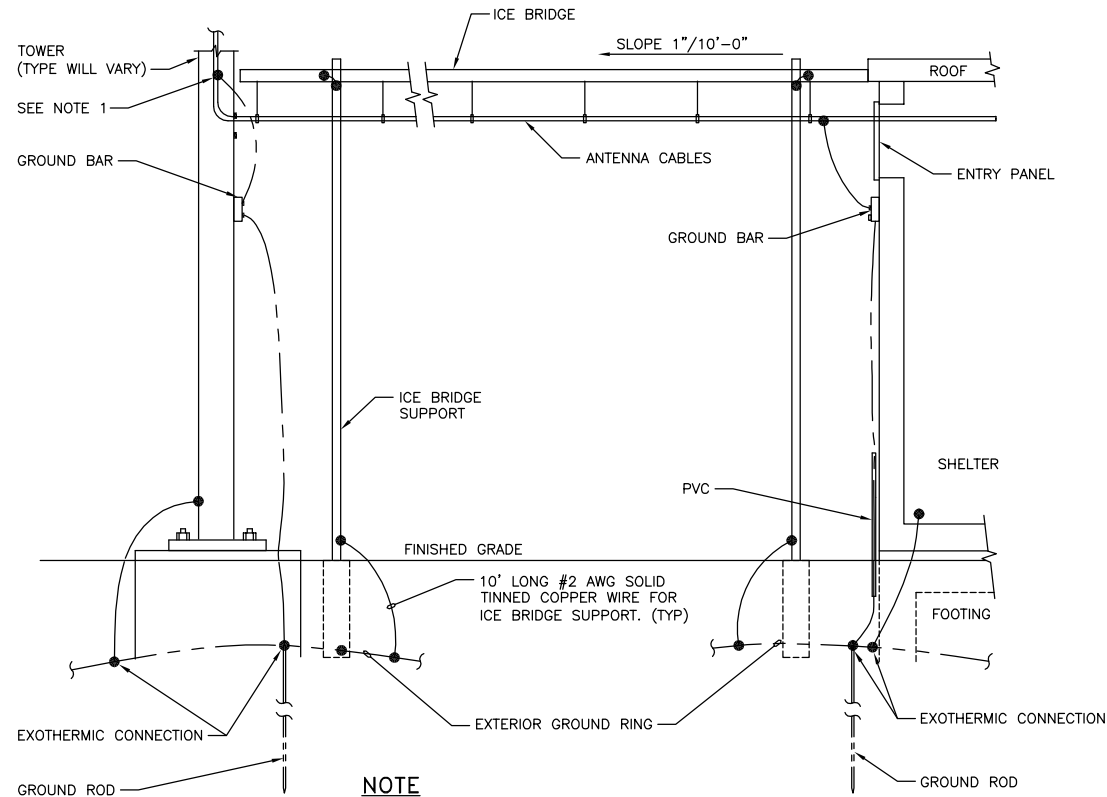 ICE BRIDGE
SLOPE 1"/10'-0"
TOWER
(TYPE WILL VARY)
ROOF
SEE NOTE 1
ANTENNA CABLES
GROUND BAR
ENTRY PANEL
GROUND BAR
ICE BRIDGE
SUPPORT
SHELTER
PVC
FINISHED GRADE
10' LONG #2 AWG SOLID
TINNED COPPER WIRE FOR
ICE BRIDGE SUPPORT. (TYP)
FOOTING
EXOTHERMIC CONNECTION
EXTERIOR GROUND RING
EXOTHERMIC CONNECTION
GROUND ROD
NOTE
GROUND ROD